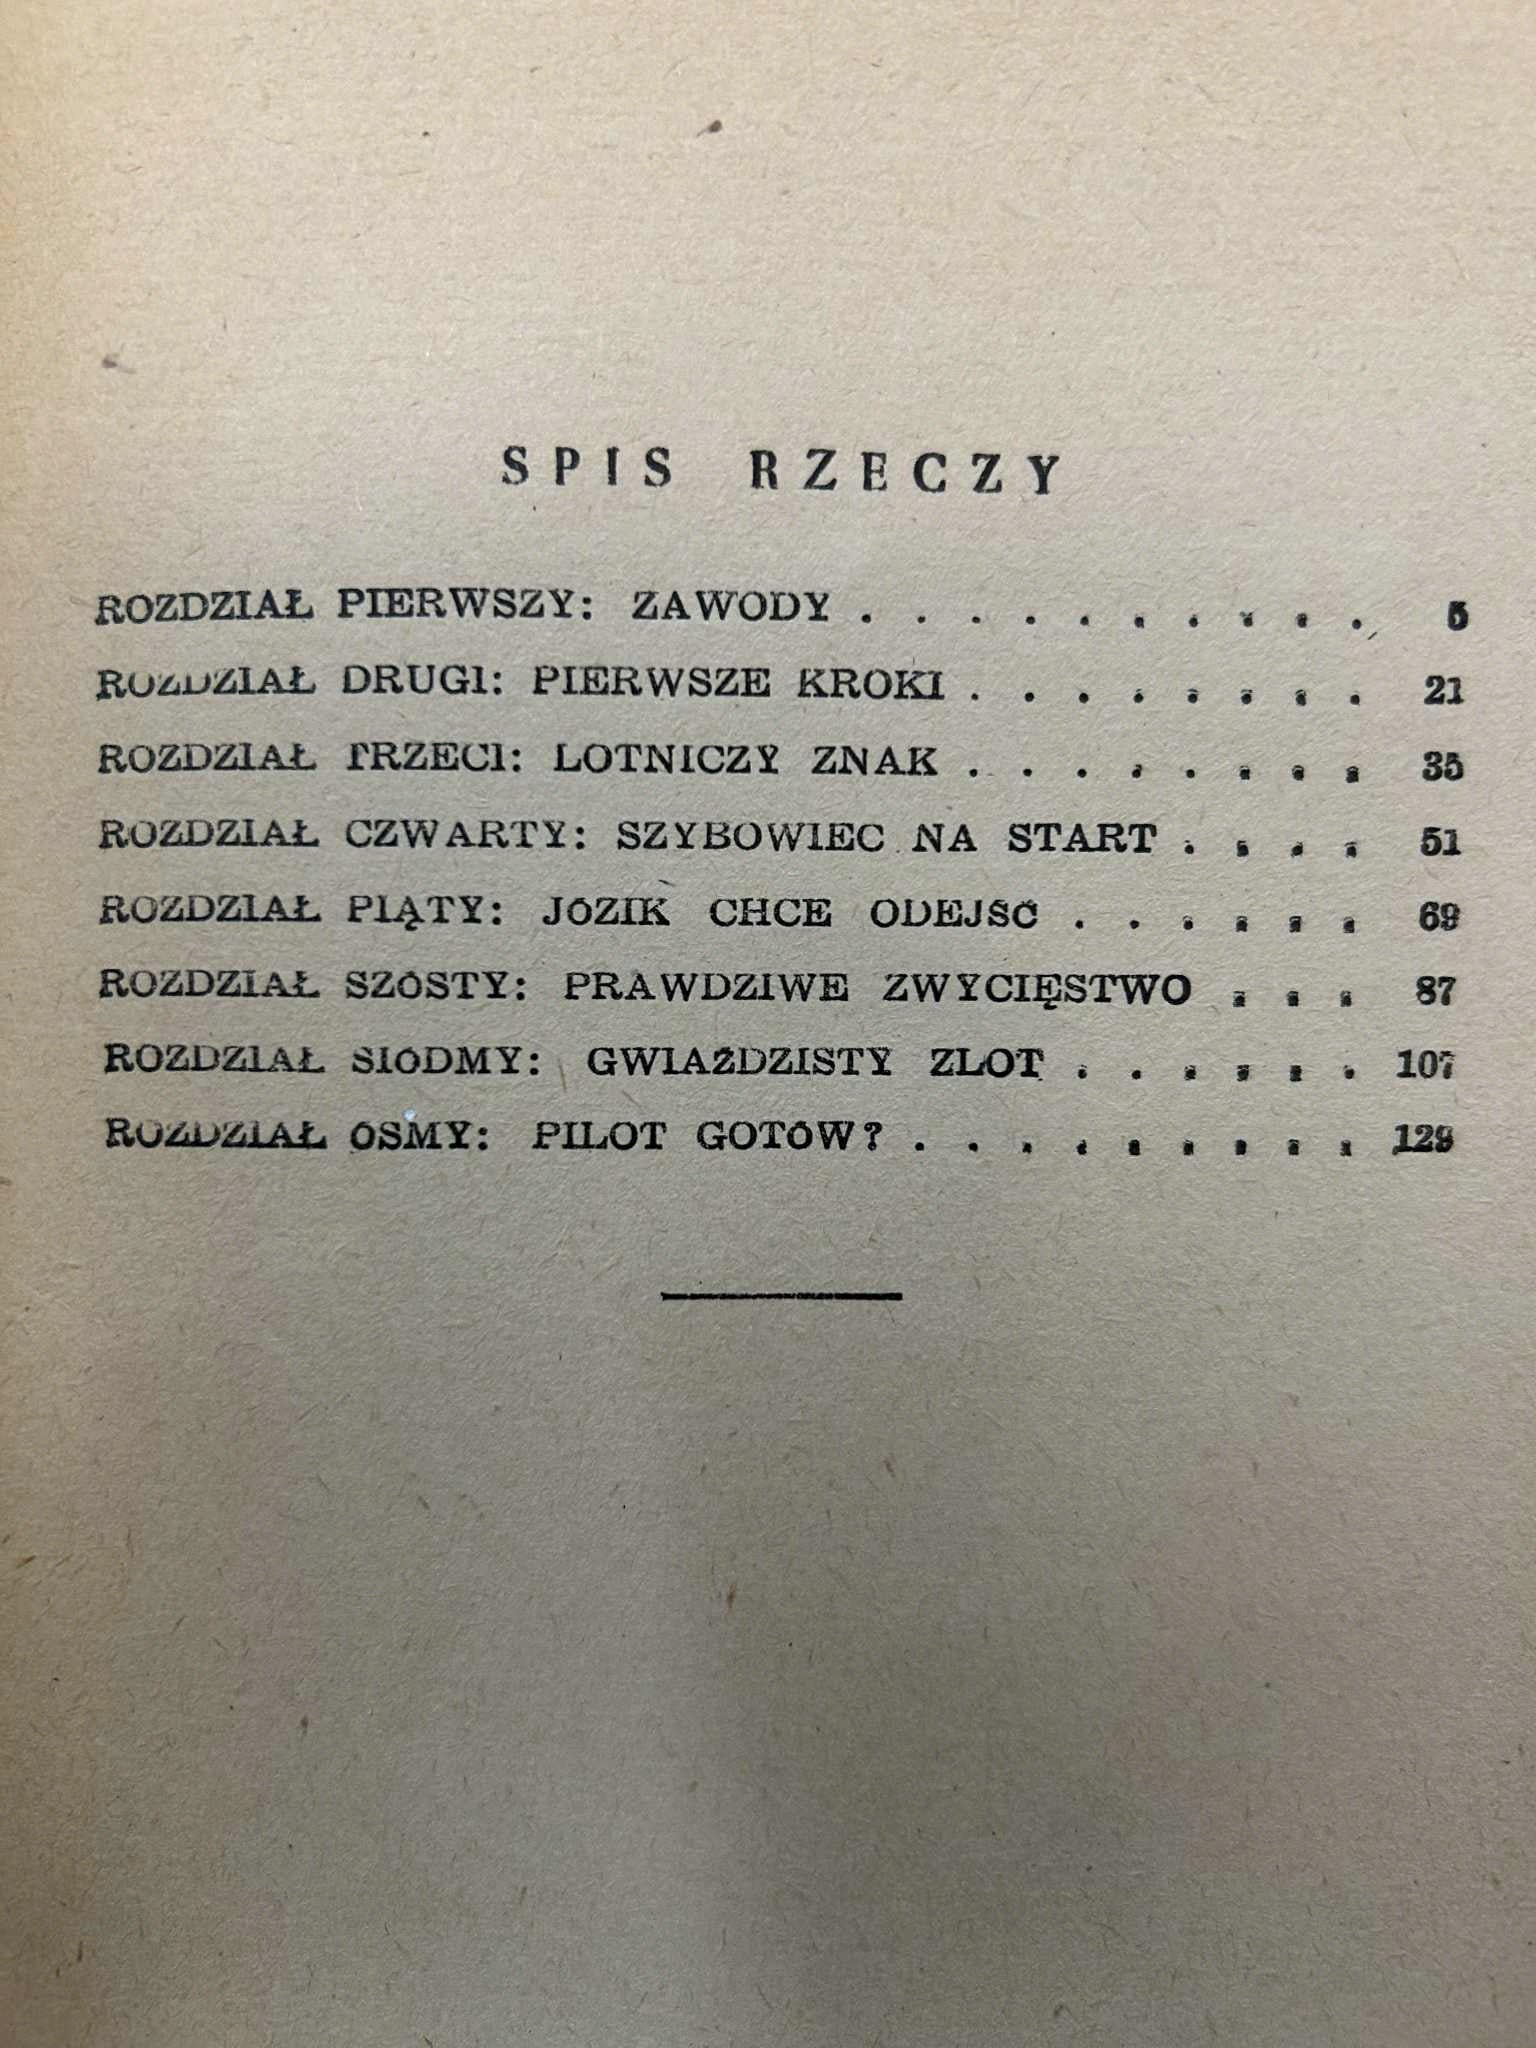 SPIS RZECZY
ROZDZIAŁ PIERWSZY: ZAWODY . . . . . . . . . . 5
ROZDZIAŁ DRUGI: PIERWSZE KROKI . . . . . . . . 21
ROZDZIAŁ TRZECI: LOTNICZY ZNAK . . . . . . . . 35
ROZDZIAŁ CZWARTY: SZYBOWIEC NA START . . . . 51
ROZDZIAŁ PIĄTY: JÓZIK CHCE ODEJŚĆ . . . . . . 69
ROZDZIAŁ SZÓSTY: PRAWDZIWE ZWYCIĘSTWO . . . 87
ROZDZIAŁ SIÓDMY: GWIAŹDZISTY ZLOT . . . . . . 107
ROZDZIAŁ ÓSMY: PILOT GOTÓW? . . . . . . . . . 129